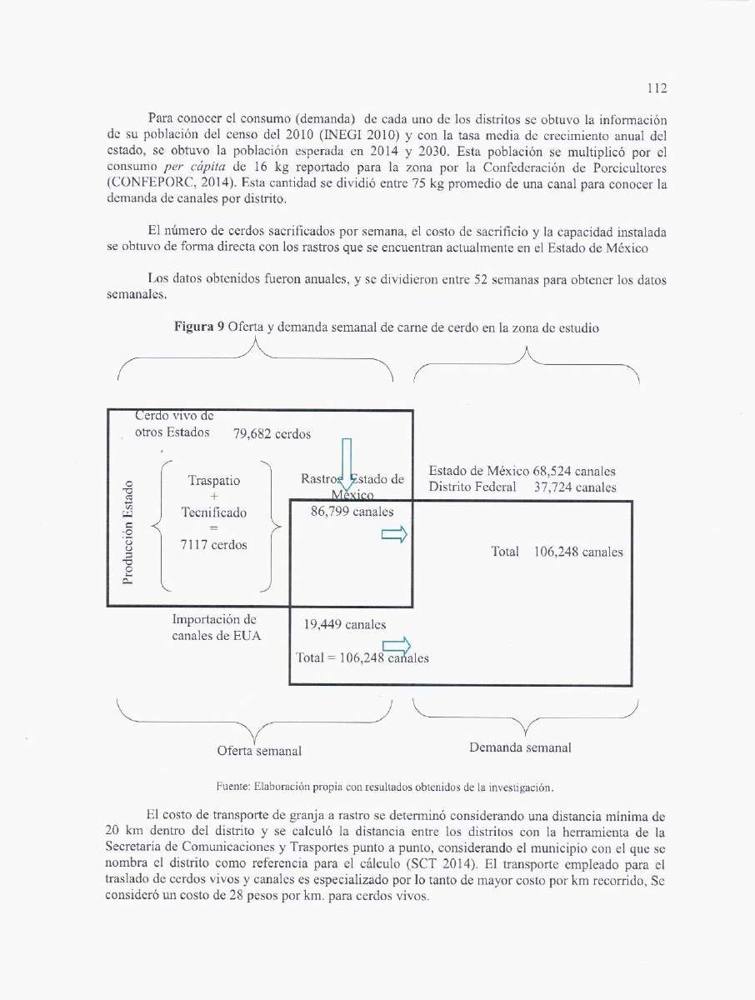 112
Para conocer el consumo (demanda) de cada uno de los distritos se obtuvo la información
de su población del censo del 2010 (INEGI 2010) y con la tasa media de crecimiento anual del
estado, se obtuvo la población esperada en 2014 y 2030. Esta población se multiplicó por el
consumo per cápita de 16 kg reportado para la zona por la Confederación de Porcicultores
(CONFEPORC, 2014). Esta cantidad se dividió entre 75 kg promedio de una canal para conocer la
demanda de canales por distrito.
El número de cerdos sacrificados por semana, el costo de sacrificio y la capacidad instalada
se obtuvo de forma directa con los rastros que se encuentran actualmente en el Estado de México
Los datos obtenidos fueron anuales, y se dividieron entre 52 semanas para obtener los datos
semanales.
Figura 9 Oferta y demanda semanal de carne de cerdo en la zona de estudio
Cerdo vivo de
otros Estados 79,682 cerdos
Producción Estado
Traspatio
+
Tecnificado
=
7117 cerdos
Rastros Estado de
México
86,799 canales
Estado de México 68,524 canales
Distrito Federal 37,724 canales
Total 106,248 canales
Importación de
canales de EUA
19,449 canales
Total = 106,248 canales
Oferta semanal
Demanda semanal
Fuente: Elaboración propia con resultados obtenidos de la investigación.
El costo de transporte de granja a rastro se determinó considerando una distancia mínima de
20 km dentro del distrito y se calculó la distancia entre los distritos con la herramienta de la
Secretaría de Comunicaciones y Trasportes punto a punto, considerando el municipio con el que se
nombra el distrito como referencia para el cálculo (SCT 2014). El transporte empleado para el
traslado de cerdos vivos y canales es especializado por lo tanto de mayor costo por km recorrido, Se
consideró un costo de 28 pesos por km. para cerdos vivos.